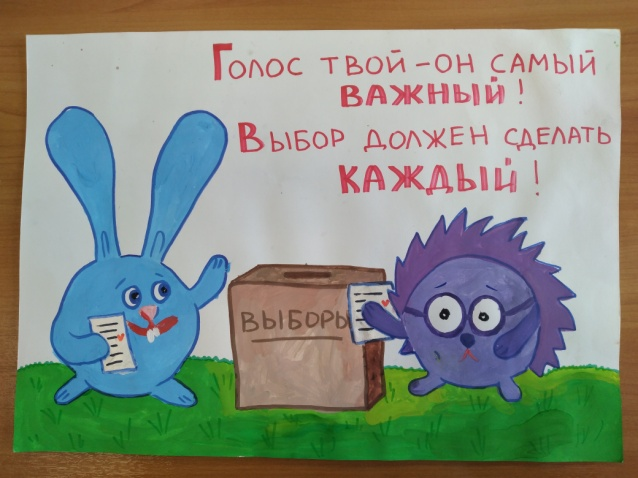 Голос твой – он самый
важный!
Выбор должен сделать
каждый!
Выборы